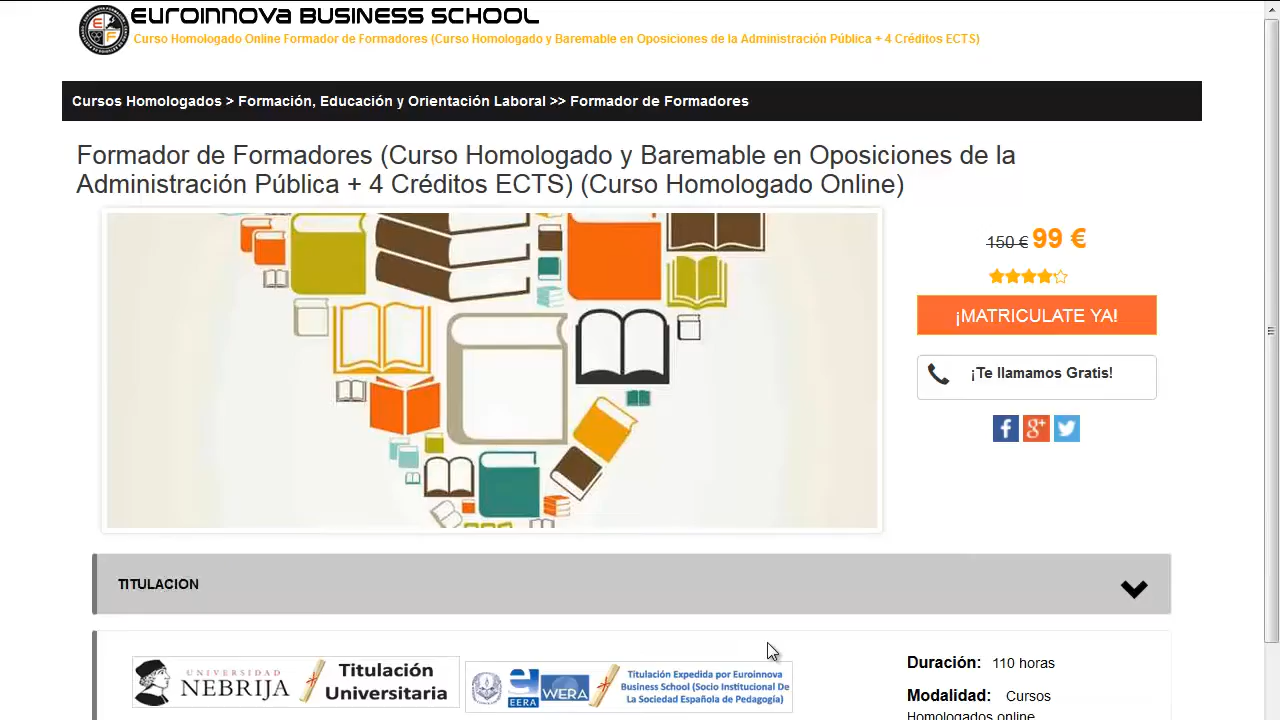 EUROINNOVA BUSINESS SCHOOL
Curso Homologado Online Formador de Formadores (Curso Homologado y Baremable en Oposiciones de la Administración Pública + 4 Créditos ECTS)
Cursos Homologados > Formación, Educación y Orientación Laboral >> Formador de Formadores
Formador de Formadores (Curso Homologado y Baremable en Oposiciones de la
Administración Pública + 4 Créditos ECTS) (Curso Homologado Online)
150 € 99 €
¡MATRICULATE YA!
¡Te llamamos Gratis!
TITULACION
UNIVERSIDAD
NEBRIJA
Titulación
Universitaria
EERA
WERA
Titulación Expedida por Euroinnova
Business School (Socio Institucional De
La Sociedad Española de Pedagogía)
Duración: 110 horas
Modalidad: Cursos
Homologados online